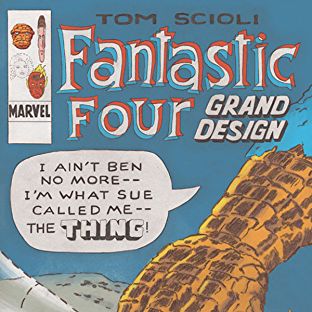 TOM SCIOLI
Fantastic
Four
GRAND
DESIGN
MARVEL
I AIN'T BEN
NO MORE--
I'M WHAT SUE
CALLED ME--
THE THING!